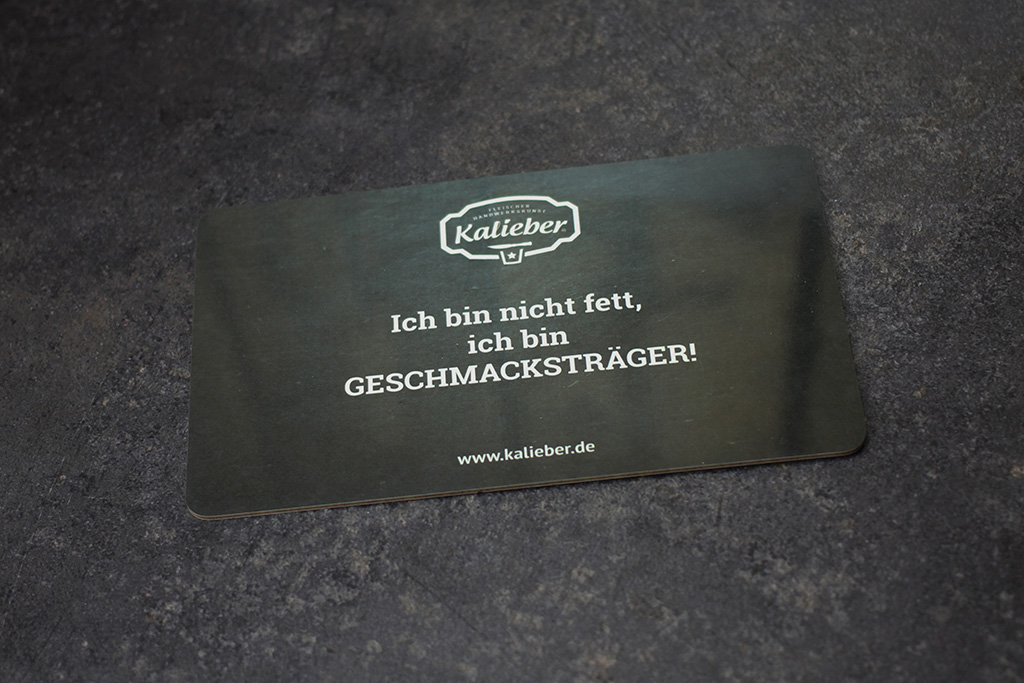 FLEISCHER
HANDWERKSKUNST
Kalieber
Ich bin nicht fett,
ich bin
GESCHMACKSTRÄGER!
www.kalieber.de